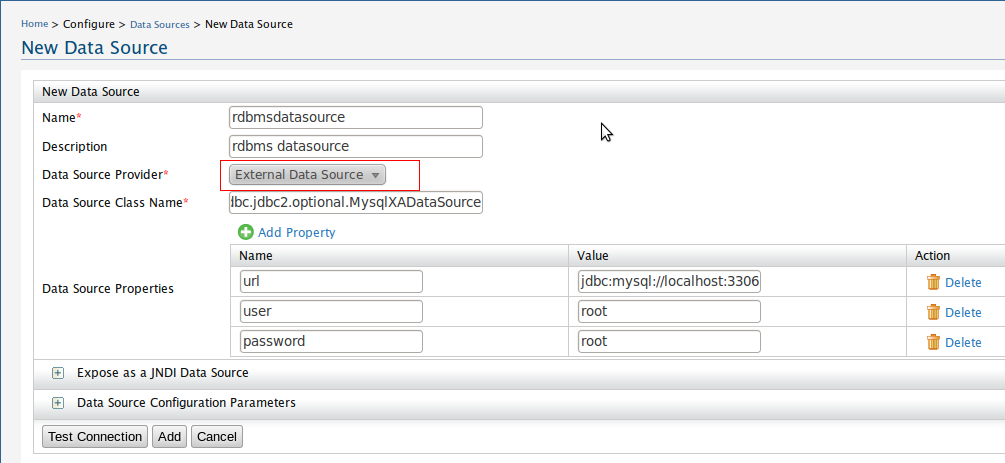 Home > Configure > Data Sources > New Data Source
New Data Source
New Data Source
Name* rdbmsdatasource
Description rdbms datasource
Data Source Provider* External Data Source
Data Source Class Name* dbc.jdbc2.optional.MysqlXADataSource
Add Property
Name Value Action
url jdbc:mysql://localhost:3306 Delete
Data Source Properties
user root Delete
password root Delete
Expose as a JNDI Data Source
Data Source Configuration Parameters
Test Connection Add Cancel